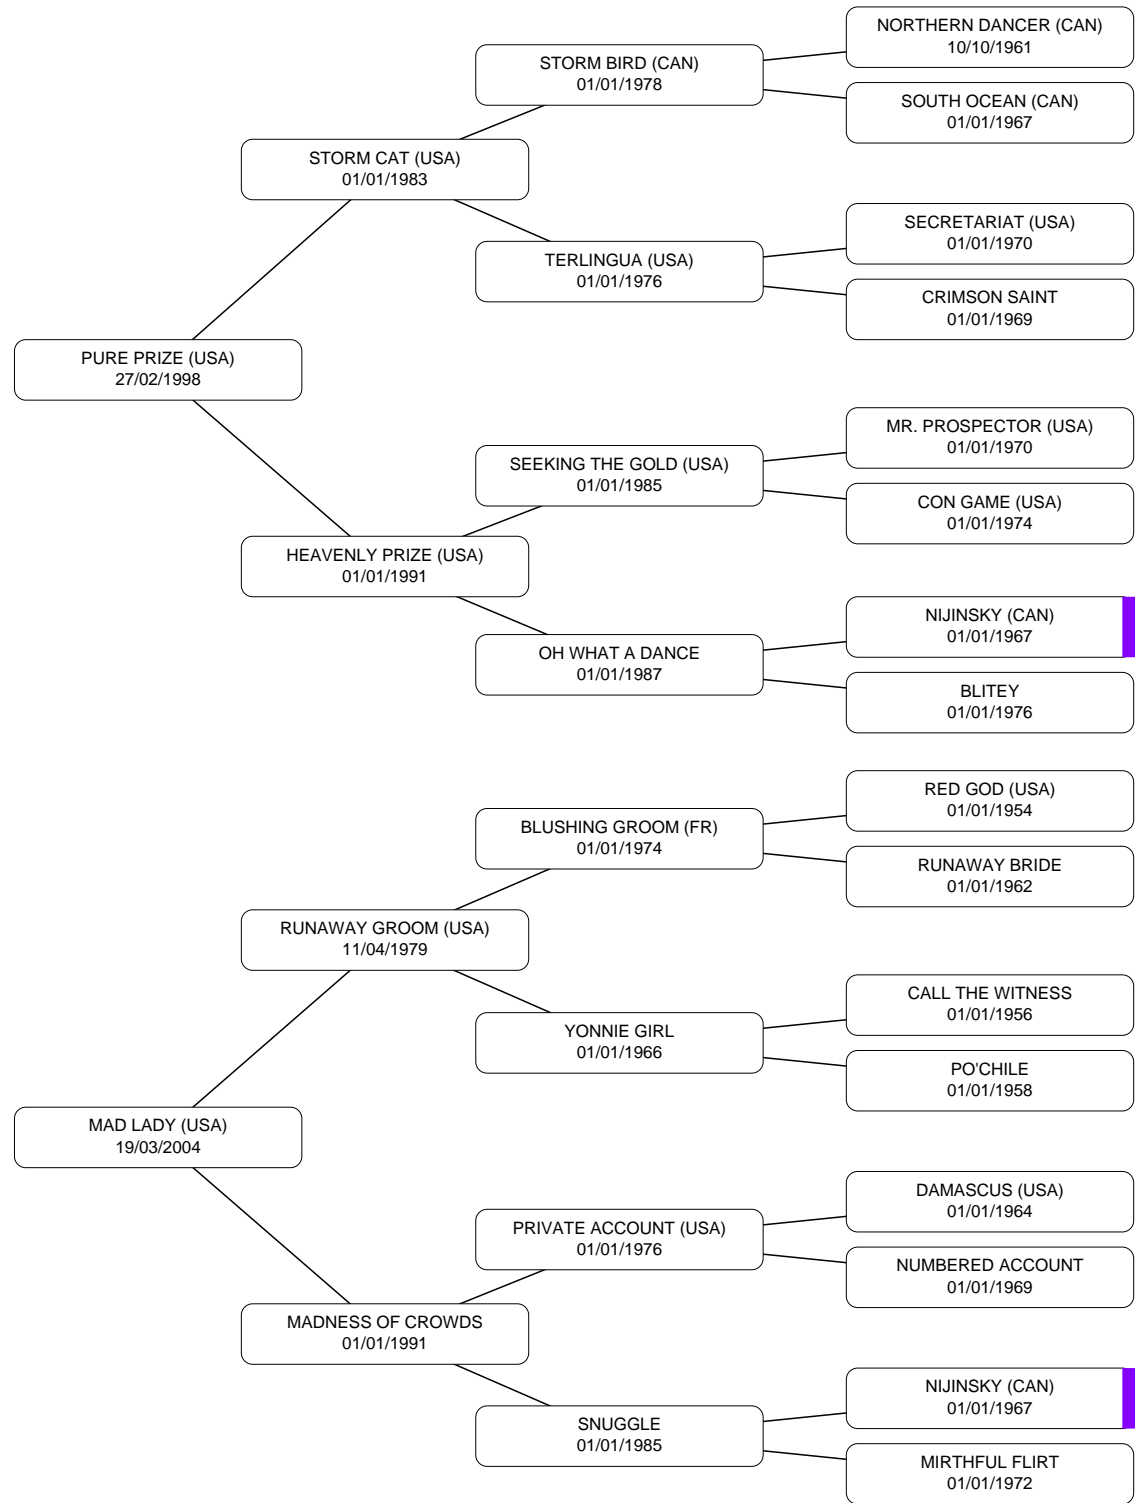 NORTHERN DANCER (CAN)
10/10/1961
STORM BIRD (CAN)
01/01/1978
SOUTH OCEAN (CAN)
01/01/1967
STORM CAT (USA)
01/01/1983
SECRETARIAT (USA)
01/01/1970
TERLINGUA (USA)
01/01/1976
CRIMSON SAINT
01/01/1969
PURE PRIZE (USA)
27/02/1998
MR. PROSPECTOR (USA)
01/01/1970
SEEKING THE GOLD (USA)
01/01/1985
CON GAME (USA)
01/01/1974
HEAVENLY PRIZE (USA)
01/01/1991
NIJINSKY (CAN)
01/01/1967
OH WHAT A DANCE
01/01/1987
BLITEY
01/01/1976
RED GOD (USA)
01/01/1954
BLUSHING GROOM (FR)
01/01/1974
RUNAWAY BRIDE
01/01/1962
RUNAWAY GROOM (USA)
11/04/1979
CALL THE WITNESS
01/01/1956
YONNIE GIRL
01/01/1966
PO'CHILE
01/01/1958
MAD LADY (USA)
19/03/2004
DAMASCUS (USA)
01/01/1964
PRIVATE ACCOUNT (USA)
01/01/1976
NUMBERED ACCOUNT
01/01/1969
MADNESS OF CROWDS
01/01/1991
NIJINSKY (CAN)
01/01/1967
SNUGGLE
01/01/1985
MIRTHFUL FLIRT
01/01/1972